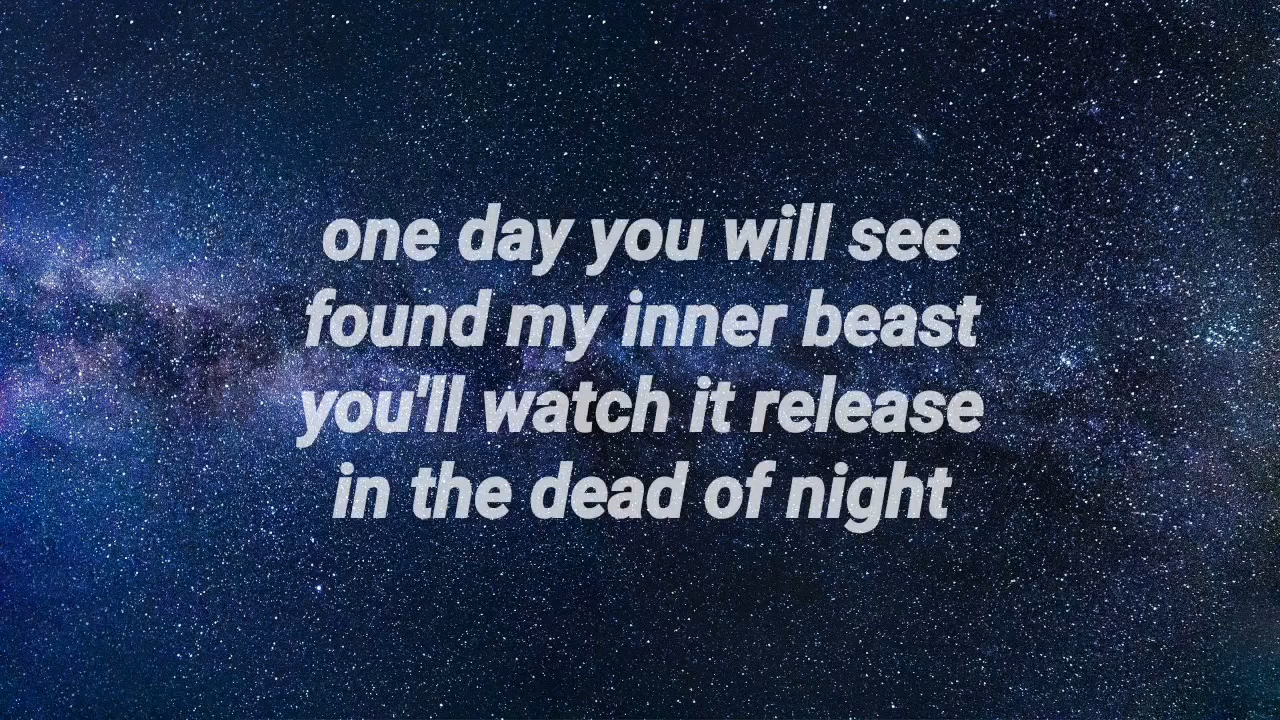 one day you will see
found my inner beast
you'll watch it release
in the dead of night